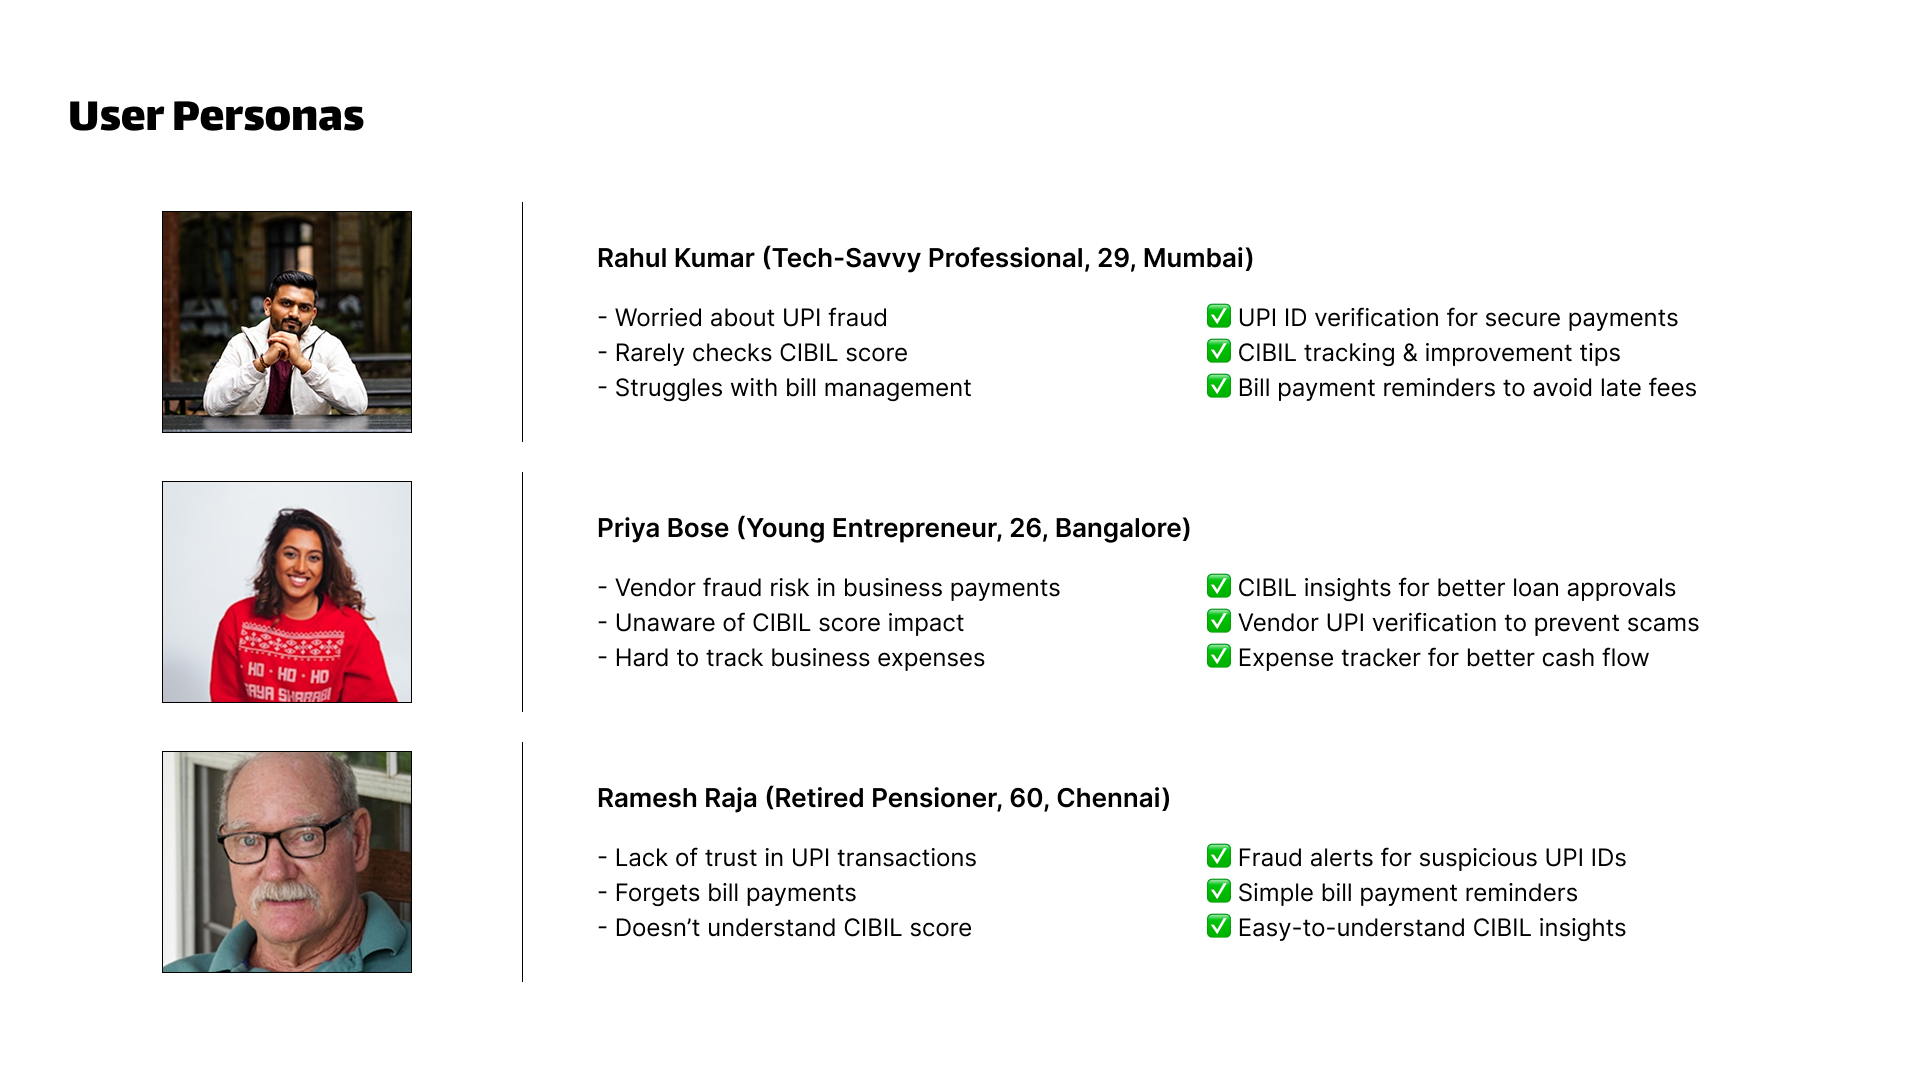 User Personas
Rahul Kumar (Tech-Savvy Professional, 29, Mumbai)
- Worried about UPI fraud
- Rarely checks CIBIL score
- Struggles with bill management
✅ UPI ID verification for secure payments
✅ CIBIL tracking & improvement tips
✅ Bill payment reminders to avoid late fees
HO · HO · HO
Priya Bose (Young Entrepreneur, 26, Bangalore)
- Vendor fraud risk in business payments
- Unaware of CIBIL score impact
- Hard to track business expenses
✅ CIBIL insights for better loan approvals
✅ Vendor UPI verification to prevent scams
✅ Expense tracker for better cash flow
Ramesh Raja (Retired Pensioner, 60, Chennai)
- Lack of trust in UPI transactions
- Forgets bill payments
- Doesn’t understand CIBIL score
✅ Fraud alerts for suspicious UPI IDs
✅ Simple bill payment reminders
✅ Easy-to-understand CIBIL insights